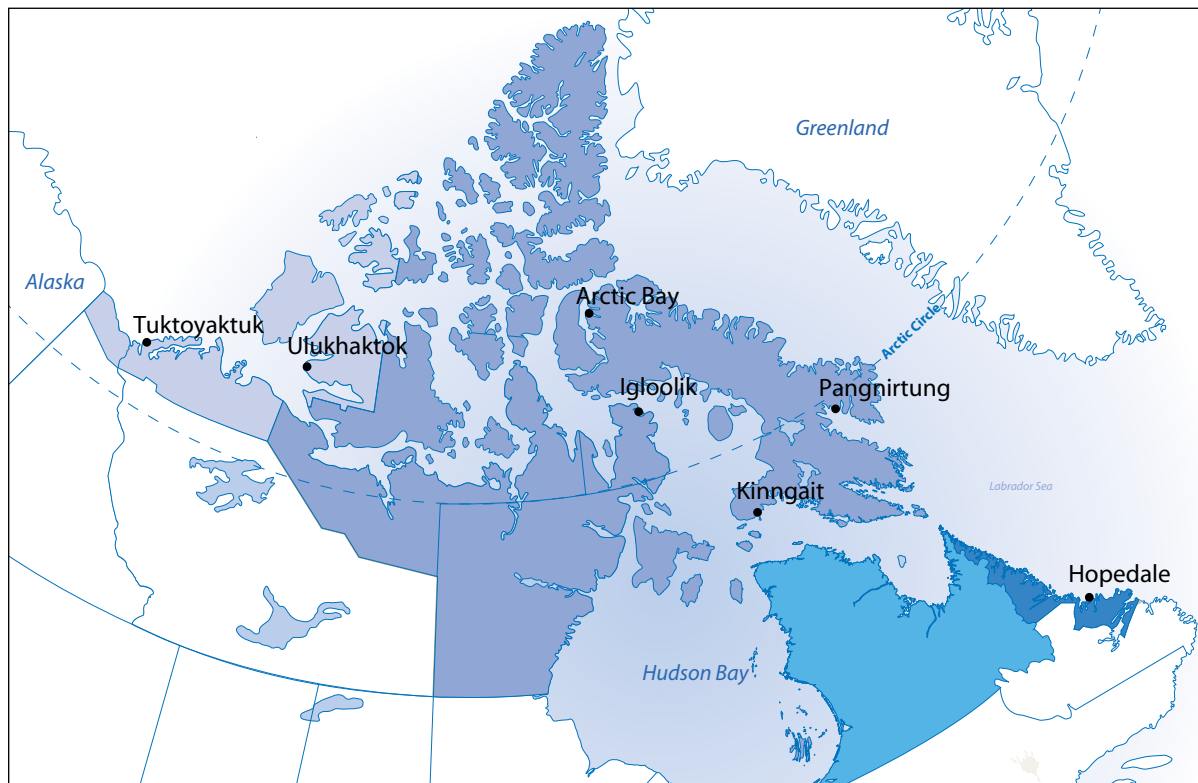 Greenland
Alaska
Arctic Bay
Tuktoyaktuk
Arctic Circle
Ulukhaktok
Igloolik
Pangnirtung
Kinngait
Labrador Sea
Hopedale
Hudson Bay